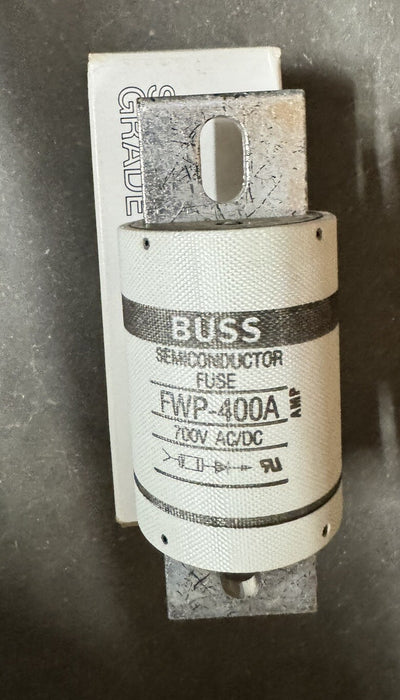 GRADE
BUSS
SEMICONDUCTOR
FUSE
FWP-400A
AMP
700V AC/DC